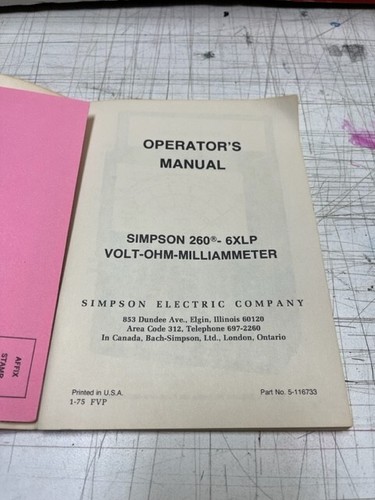 OPERATOR'S
MANUAL
SIMPSON 260®- 6XLP
VOLT-OHM-MILLIAMMETER
SIMPSON ELECTRIC COMPANY
853 Dundee Ave., Elgin, Illinois 60120
Area Code 312, Telephone 697-2260
In Canada, Bach-Simpson, Ltd., London, Ontario
Printed in U.S.A.
Part No. 5-116733
1-75 FVP
AFFIX
STAMP